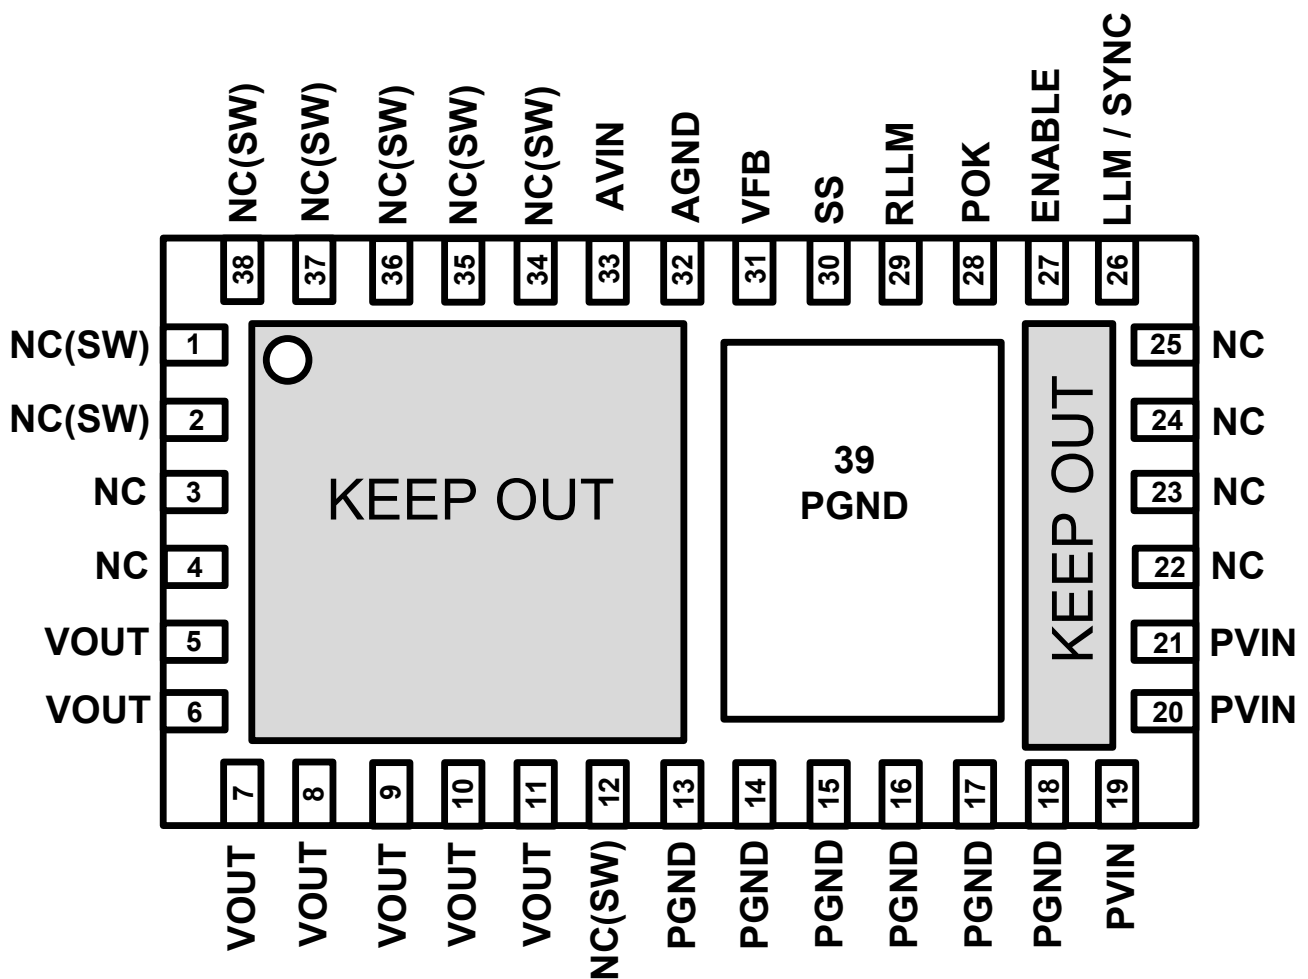 NC(SW)
NC(SW)
NC(SW)
NC(SW)
NC(SW)
AVIN
AGND
VFB
SS
RLLM
POK
ENABLE
LLM / SYNC
38
37
36
35
34
33
32
31
30
29
28
27
26
NC(SW)
1
NC(SW)
2
NC
3
NC
4
VOUT
5
VOUT
6
KEEP OUT
39
PGND
KEEP OUT
25
NC
24
NC
23
NC
22
NC
21
PVIN
20
PVIN
7
8
9
10
11
12
13
14
15
16
17
18
19
VOUT
VOUT
VOUT
VOUT
VOUT
NC(SW)
PGND
PGND
PGND
PGND
PGND
PGND
PVIN